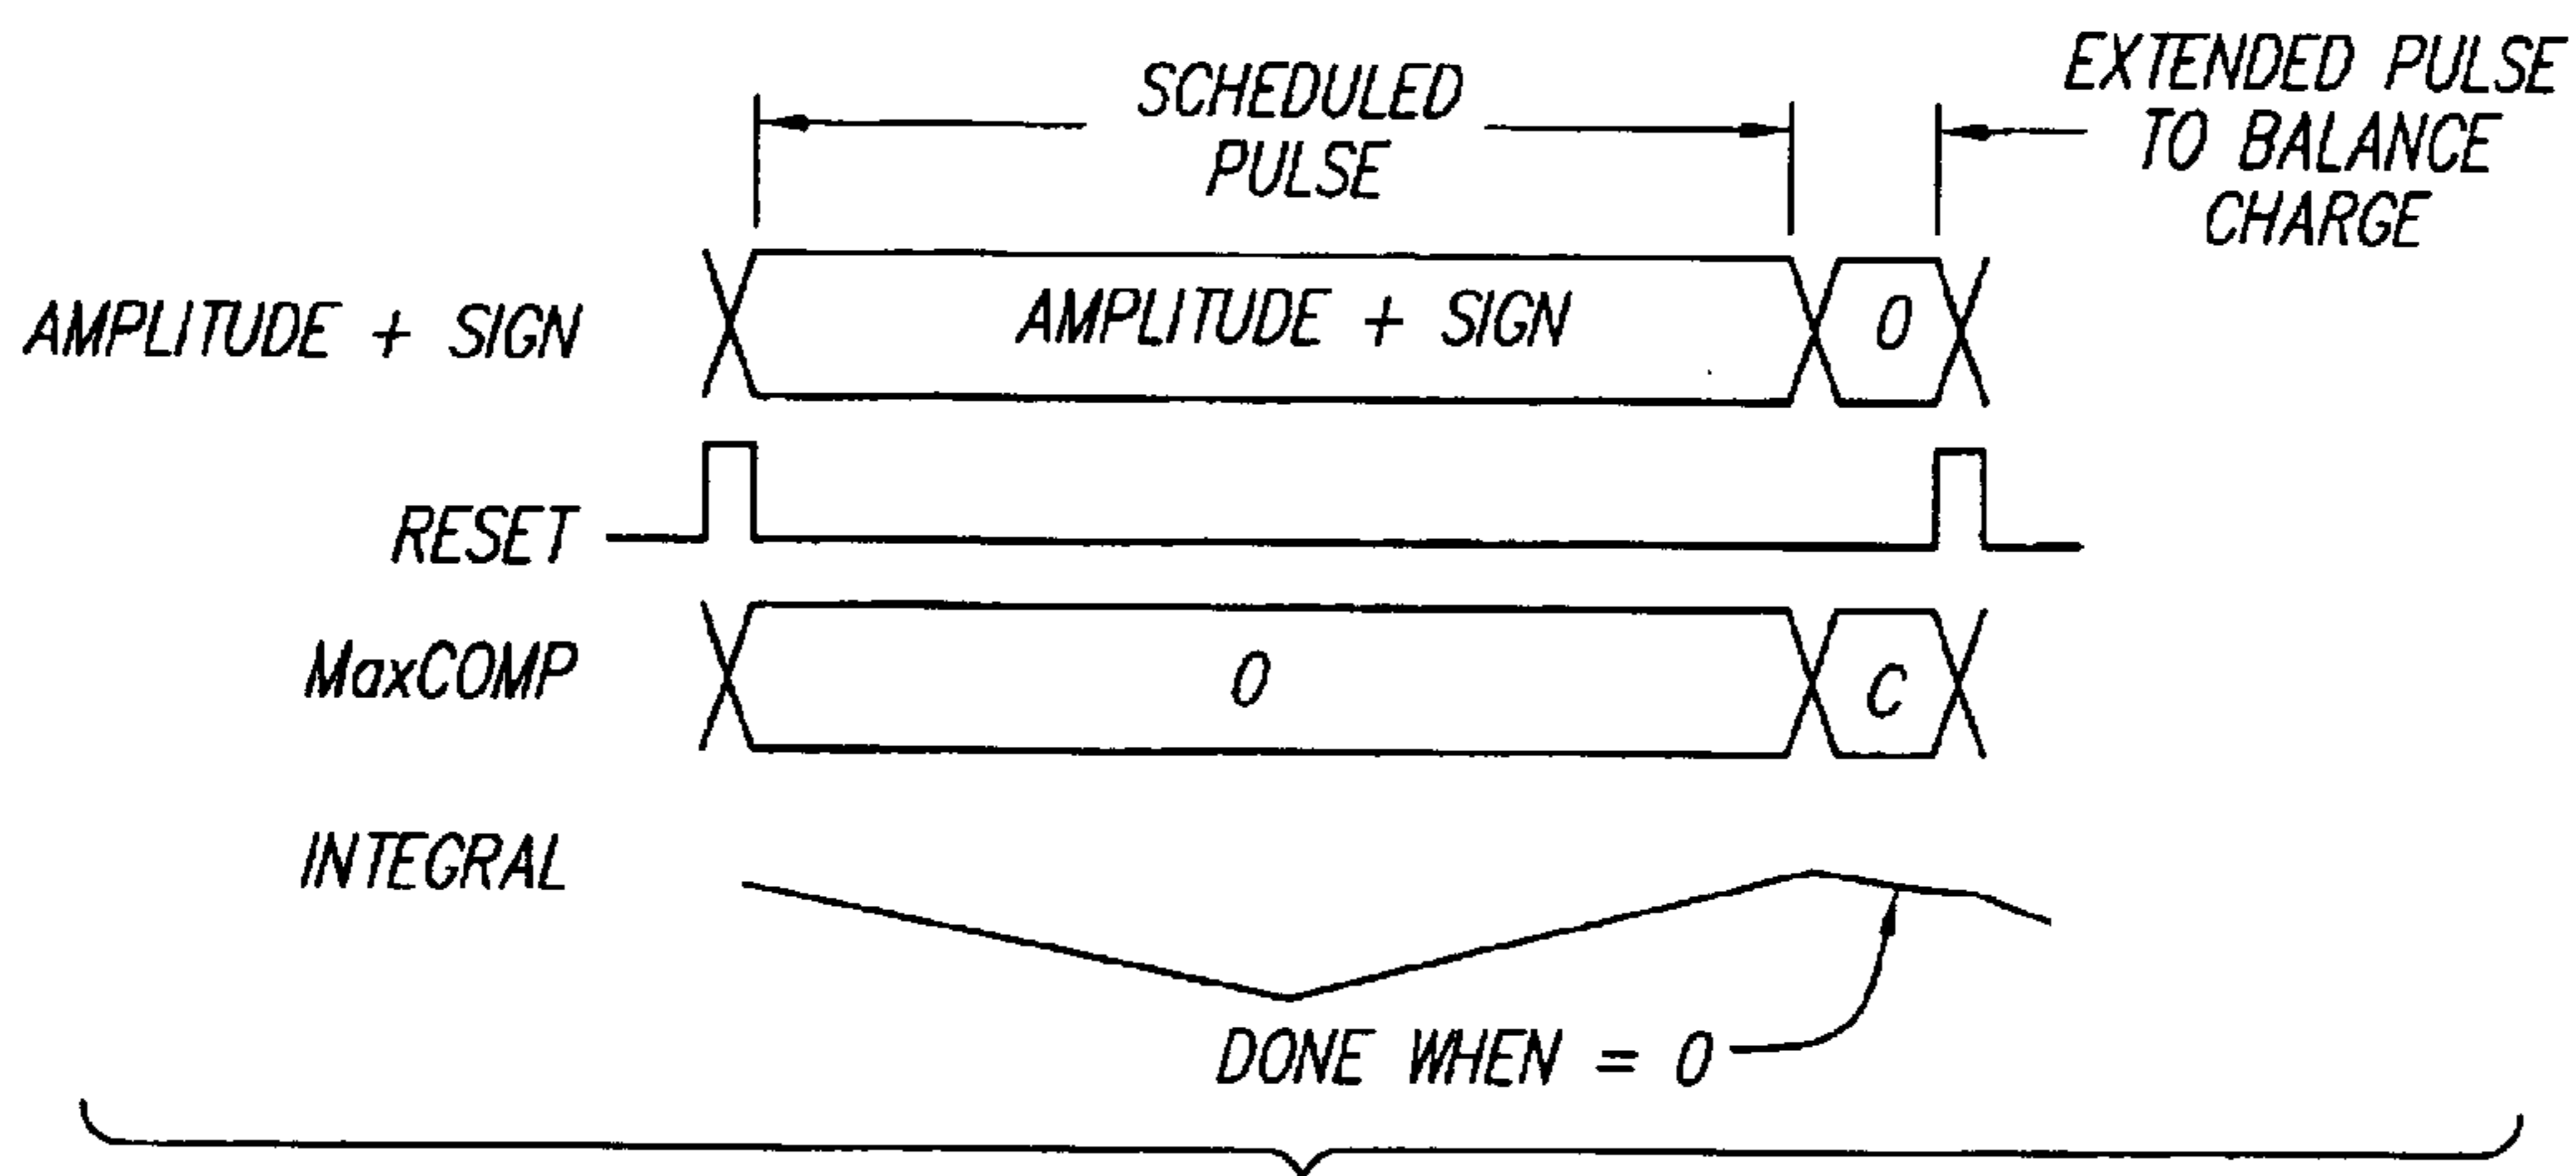 SCHEDULED
PULSE
EXTENDED PULSE
TO BALANCE
CHARGE
AMPLITUDE + SIGN
AMPLITUDE + SIGN
0
RESET
MaxCOMP
0
C
INTEGRAL
DONE WHEN = 0